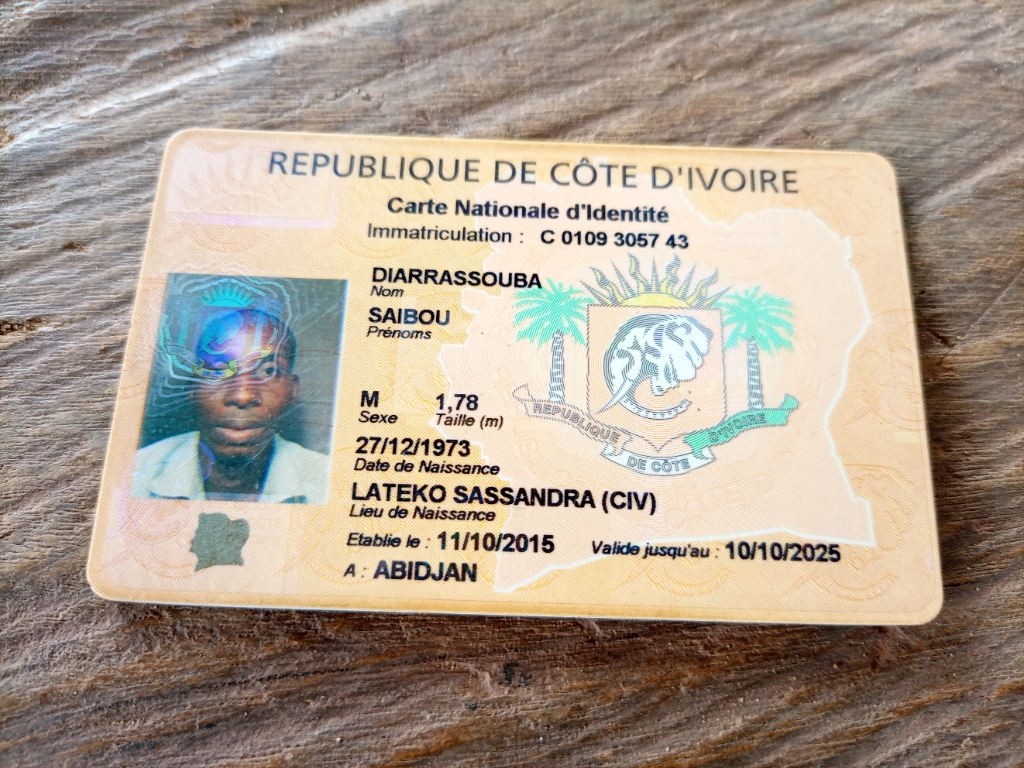 REPUBLIQUE DE CÔTE D'IVOIRE
Carte Nationale d'Identité
Immatriculation : C 0109 3057 43
DIARRASSOUBA
Nom
SAIBOU
Prénoms
M 1,78
Sexe Taille (m)
27/12/1973
Date de Naissance
LATEKO SASSANDRA (CIV)
Lieu de Naissance
Etablie le : 11/10/2015 Valide jusqu'au : 10/10/2025
A : ABIDJAN
REPUBLIQUE DE CÔTE D'IVOIRE